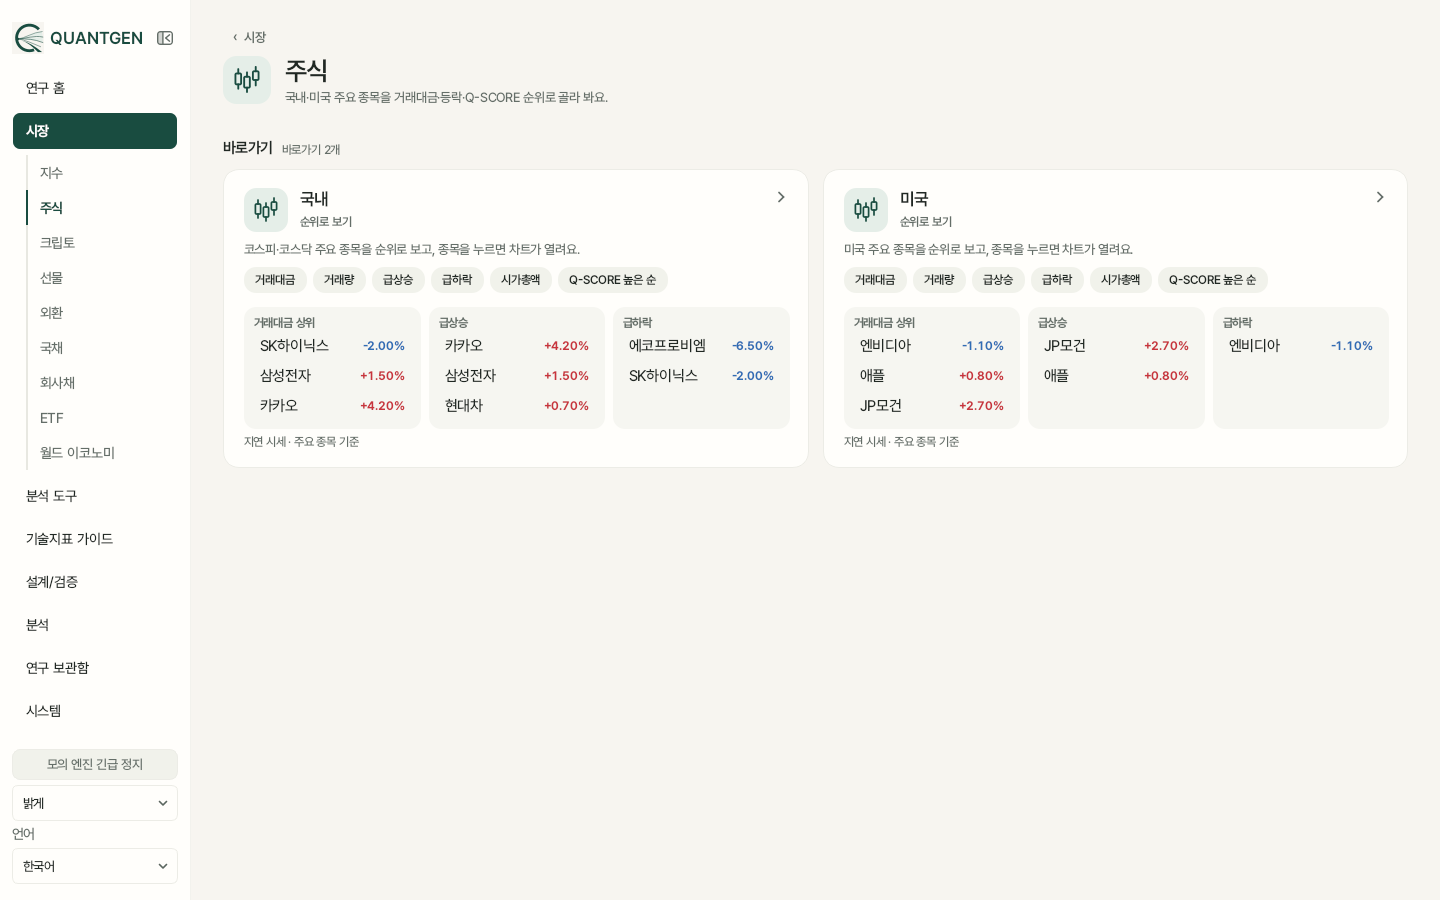 QUANTGEN
연구 홈
시장
지수
주식
크립토
선물
외환
국채
회사채
ETF
월드 이코노미
분석 도구
기술지표 가이드
설계/검증
분석
연구 보관함
시스템
모의 엔진 긴급 정지
밝게
언어
한국어
‹ 시장
주식
국내·미국 주요 종목을 거래대금·등락·Q-SCORE 순위로 골라 봐요.
바로가기 바로가기 2개
국내
순위로 보기
코스피·코스닥 주요 종목을 순위로 보고, 종목을 누르면 차트가 열려요.
거래대금 거래량 급상승 급하락 시가총액 Q-SCORE 높은 순
거래대금 상위
SK하이닉스 -2.00%
삼성전자 +1.50%
카카오 +4.20%
급상승
카카오 +4.20%
삼성전자 +1.50%
현대차 +0.70%
급하락
에코프로비엠 -6.50%
SK하이닉스 -2.00%
지연 시세 · 주요 종목 기준
미국
순위로 보기
미국 주요 종목을 순위로 보고, 종목을 누르면 차트가 열려요.
거래대금 거래량 급상승 급하락 시가총액 Q-SCORE 높은 순
거래대금 상위
엔비디아 -1.10%
애플 +0.80%
JP모건 +2.70%
급상승
JP모건 +2.70%
애플 +0.80%
급하락
엔비디아 -1.10%
지연 시세 · 주요 종목 기준